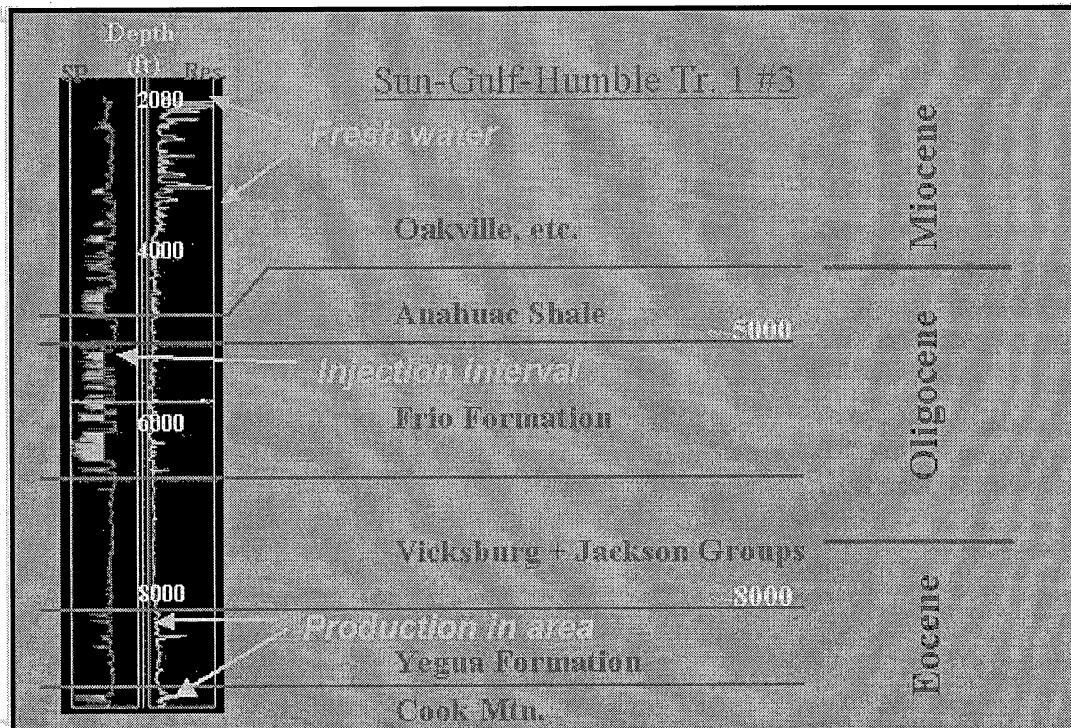 Depth
(ft)
SP
Res
2000
4000
6000
8000
Sun-Gulf-Humble Tr. 1 #3
Fresh water
Oakville, etc.
Anahuac Shale
~5000
Injection interval
Frio Formation
Vicksburg + Jackson Groups
~8000
Production in area
Yegua Formation
Cook Mtn.
Miocene
Oligocene
Eocene